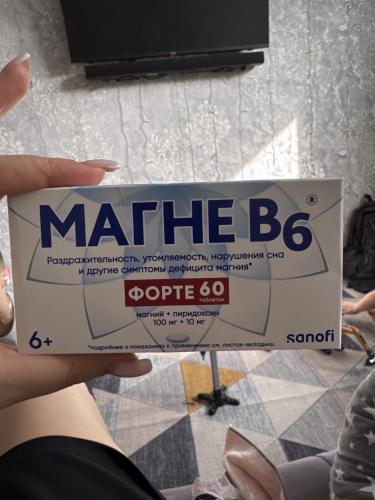 МАГНЕ В6®
Раздражительность, утомляемость, нарушения сна
и другие симптомы дефицита магния*
ФОРТЕ 60
таблеток
магний + пиридоксин
100 мг + 10 мг
6+
sanofi
*подробнее о показаниях к применению см. листок-вкладыш.